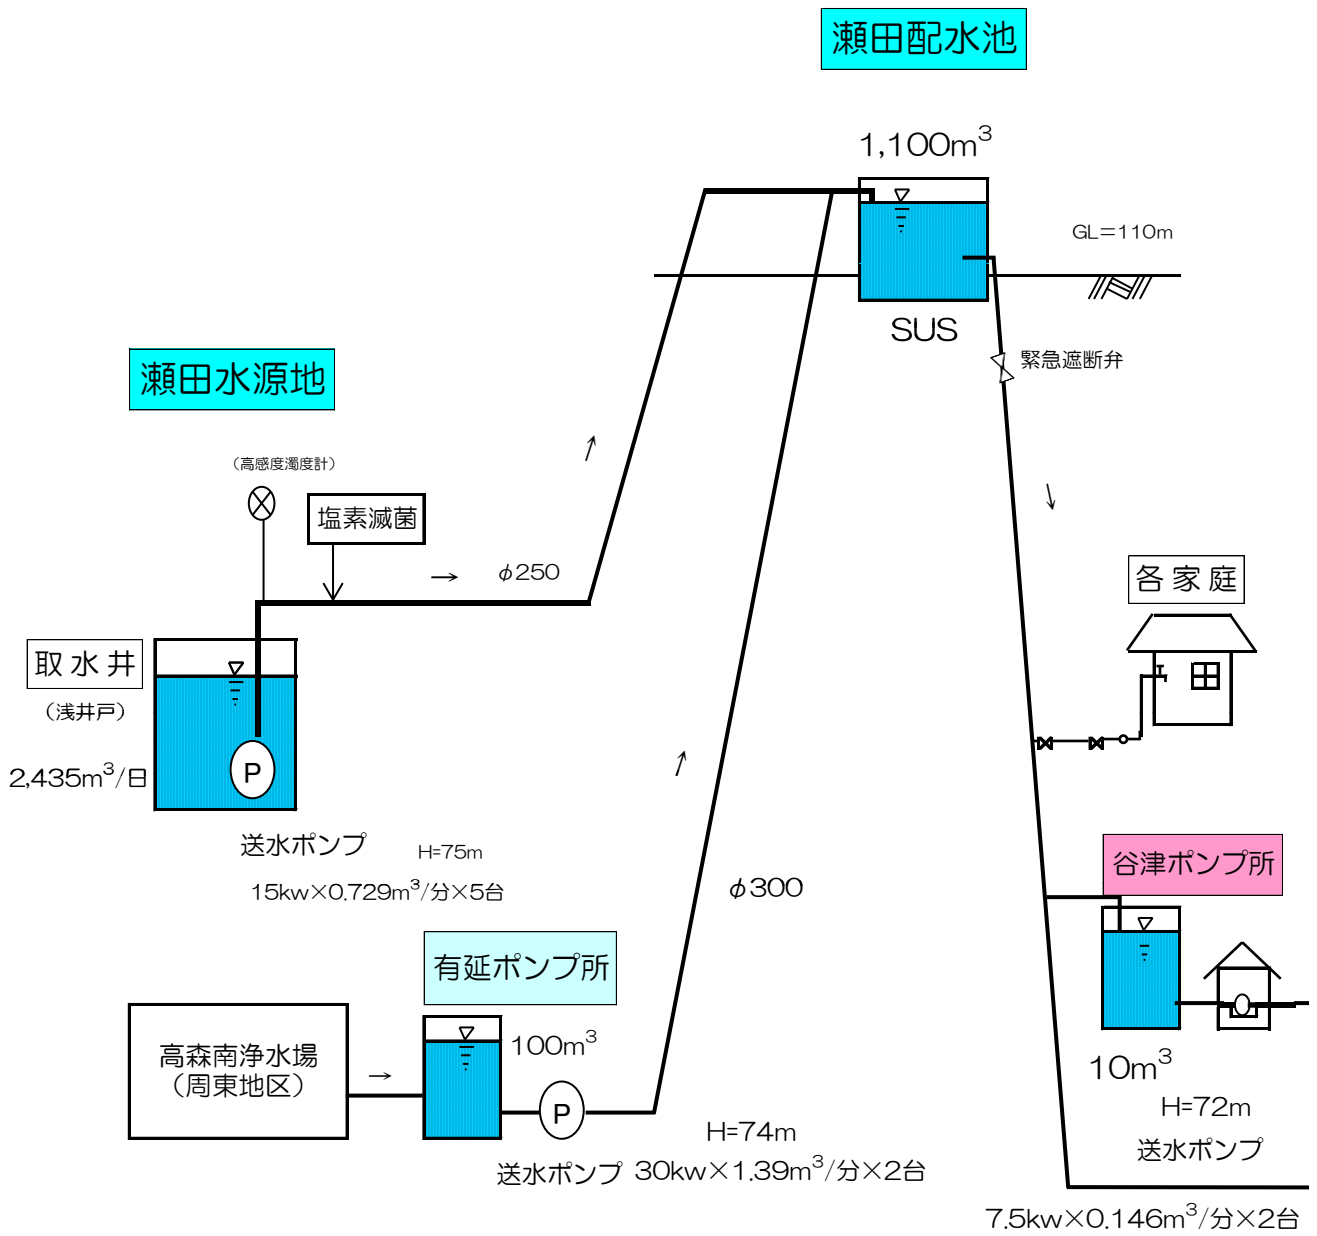 瀬田配水池
1,100m³
GL=110m
SUS
緊急遮断弁
瀬田水源地
（高感度濁度計）
塩素滅菌
→
φ250
各家庭
取水井
（浅井戸）
2,435m³/日
P
送水ポンプ H=75m
15kw×0.729m³/分×5台
φ300
谷津ポンプ所
有延ポンプ所
高森南浄水場
（周東地区）
→
100m³
P
10m³
H=72m
送水ポンプ
H=74m
送水ポンプ 30kw×1.39m³/分×2台
7.5kw×0.146m³/分×2台